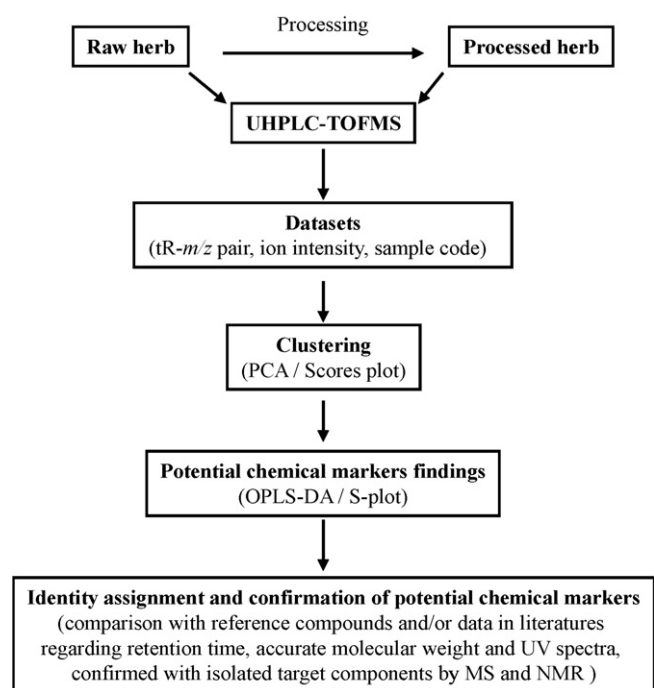 Processing
Raw herb
Processed herb
UHPLC-TOFMS
Datasets
(tR-m/z pair, ion intensity, sample code)
Clustering
(PCA / Scores plot)
Potential chemical markers findings
(OPLS-DA / S-plot)
Identity assignment and confirmation of potential chemical markers
(comparison with reference compounds and/or data in literatures
regarding retention time, accurate molecular weight and UV spectra,
confirmed with isolated target components by MS and NMR )